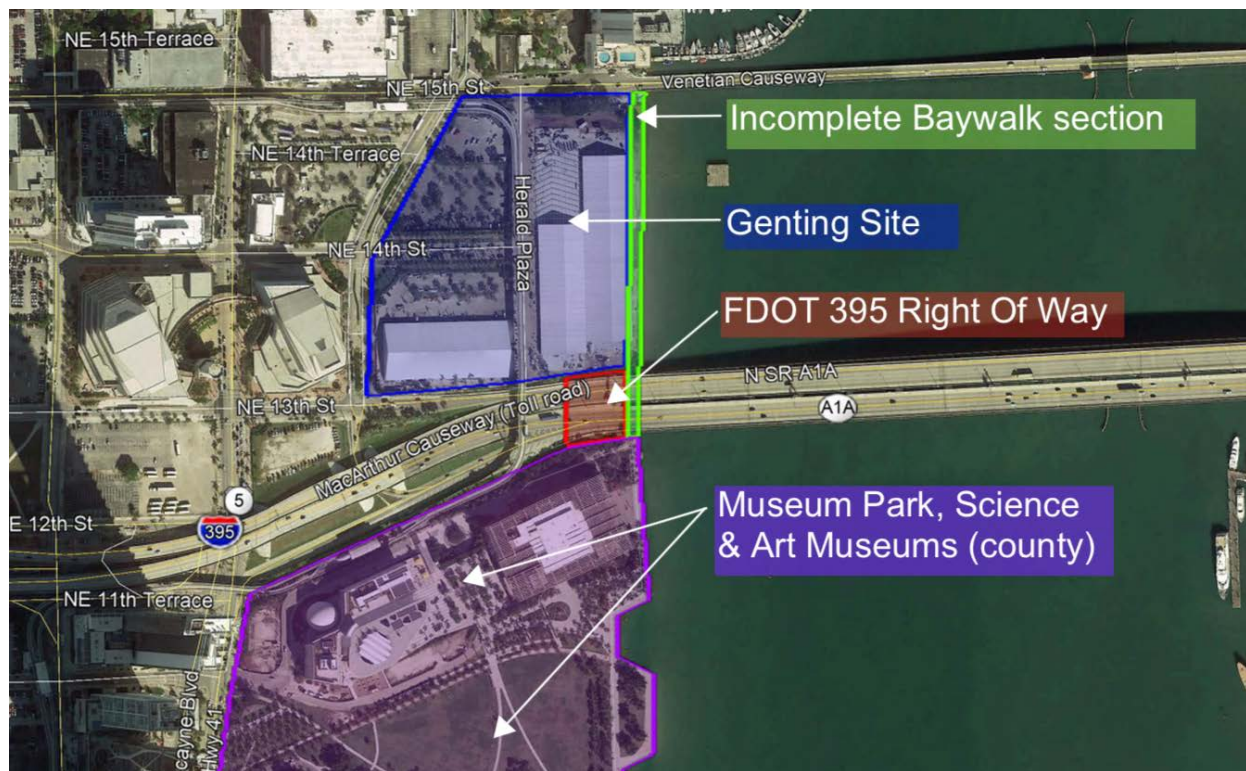 NE 15th Terrace
NE 15th St
Venetian Causeway
Incomplete Baywalk section
NE 14th Terrace
Herald Plaza
Genting Site
NE 14th St
FDOT 395 Right Of Way
N SR-A1A
NE 13th St
MacArthur Causeway (Toll road)
A1A
5
Museum Park, Science
& Art Museums (county)
E 12th St
395
NE 11th Terrace
cayne Blvd
Hwy 41